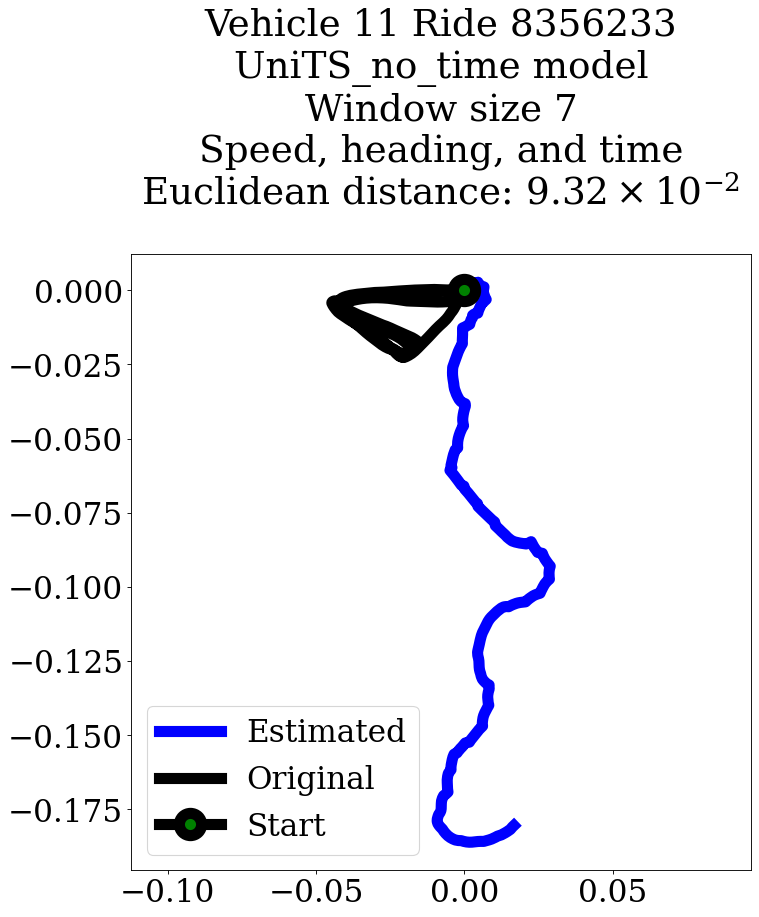 Vehicle 11 Ride 8356233
UniTS_no_time model
Window size 7
Speed, heading, and time
Euclidean distance: $9.32 \times 10^{-2}$
0.000
−0.025
−0.050
−0.075
−0.100
−0.125
−0.150
−0.175
Estimated
Original
Start
−0.10
−0.05
0.00
0.05